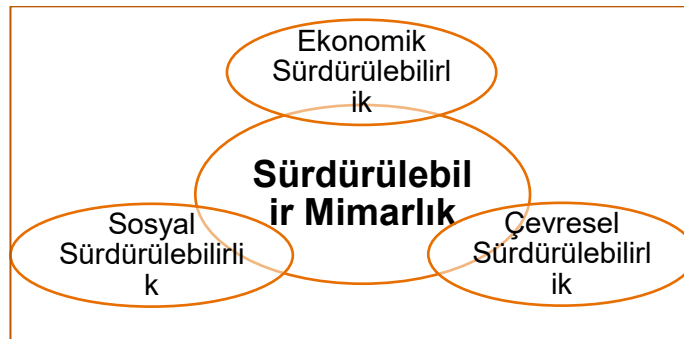 Ekonomik
Sürdürülebilirl
ik
Sürdürülebil
ir Mimarlık
Sosyal
Sürdürülebilirli
k
Çevresel
Sürdürülebilirl
ik